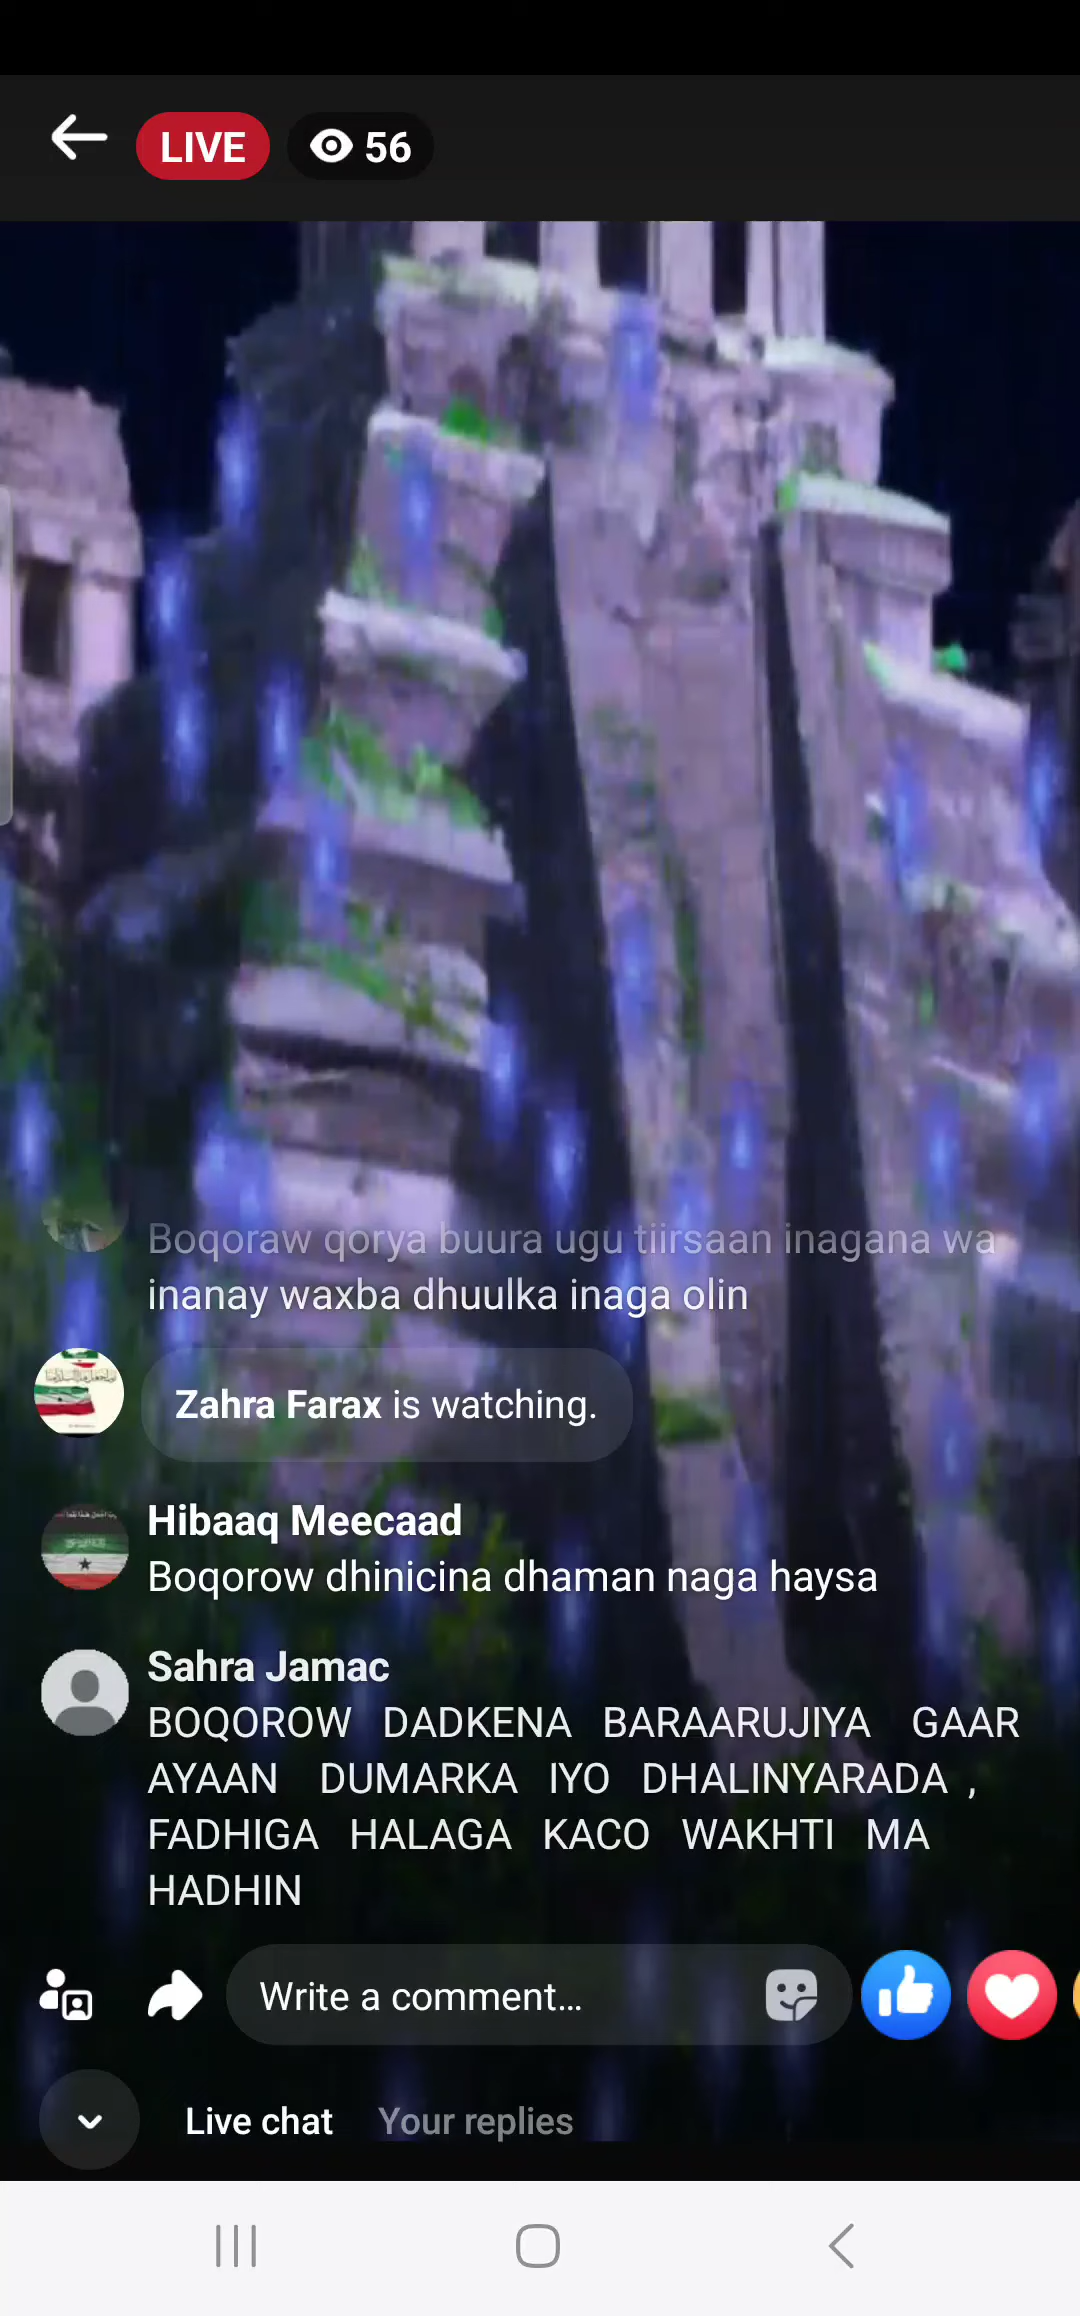 LIVE 56
Boqoraw qorya buura ugu tiirsaan inagana wa
inanay waxba dhuulka inaga olin
Zahra Farax is watching.
Hibaaq Meecaad
Boqorow dhinicina dhaman naga haysa
Sahra Jamac
BOQOROW DADKENA BARAARUJIYA GAAR
AYAAN DUMARKA IYO DHALINYARADA ,
FADHIGA HALAGA KACO WAKHTI MA
HADHIN
Write a comment...
Live chat Your replies